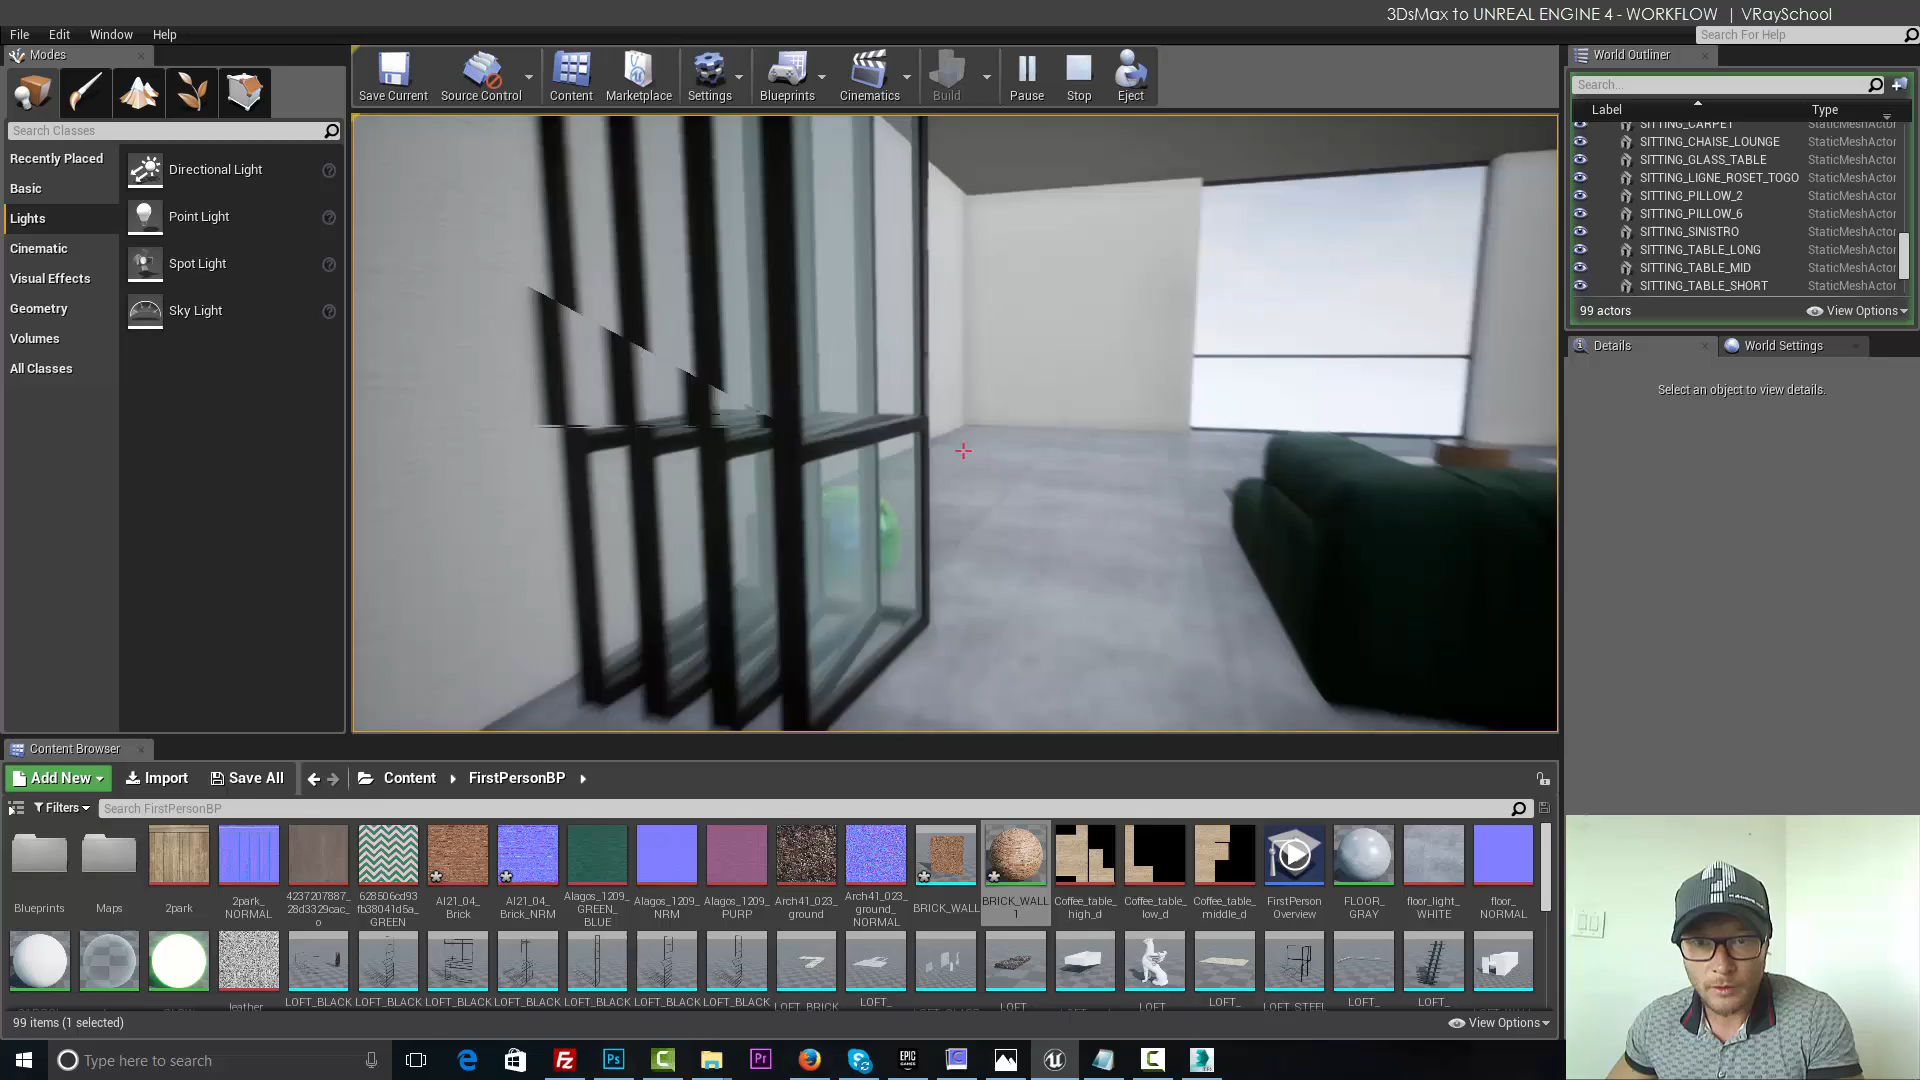 3DsMax to UNREAL ENGINE 4 - WORKFLOW | VRaySchool
File Edit Window Help
Search For Help
Modes
Save Current Source Control Content Marketplace Settings Blueprints Cinematics Build Pause Stop Eject
Search Classes
Recently Placed
Basic
Lights
Cinematic
Visual Effects
Geometry
Volumes
All Classes
Directional Light
Point Light
Spot Light
Sky Light
World Outliner
Search...
Label Type
SITTING_CARPET StaticMeshActor
SITTING_CHAISE_LOUNGE StaticMeshActor
SITTING_GLASS_TABLE StaticMeshActor
SITTING_LIGNE_ROSET_TOGO StaticMeshActor
SITTING_PILLOW_2 StaticMeshActor
SITTING_PILLOW_6 StaticMeshActor
SITTING_SINISTRO StaticMeshActor
SITTING_TABLE_LONG StaticMeshActor
SITTING_TABLE_MID StaticMeshActor
SITTING_TABLE_SHORT StaticMeshActor
99 actors View Options
Details World Settings
Select an object to view details.
Content Browser
Add New Import Save All Content FirstPersonBP
Filters Search FirstPersonBP
Blueprints Maps 2park 2park_ NORMAL 4237207887_ 28d3329cac_ o 628506cd93 fb38041d5a_ GREEN AI21_04_ Brick AI21_04_ Brick_NRM Alagos_1209_ GREEN_ BLUE Alagos_1209_ NRM Alagos_1209_ PURP Arch41_023_ ground Arch41_023_ ground_ NORMAL BRICK_WALL BRICK_WALL 1 Coffee_table_ high_d Coffee_table_ low_d Coffee_table_ middle_d FirstPerson Overview FLOOR_ GRAY floor_light_ WHITE floor_ NORMAL
leather LOFT_BLACK LOFT_BLACK LOFT_BLACK LOFT_BLACK LOFT_BLACK LOFT_BLACK LOFT_BLACK LOFT_BRICK LOFT_ LOFT LOFT LOFT_ LOFT_STEEL LOFT_ LOFT_
99 items (1 selected) View Options
Type here to search